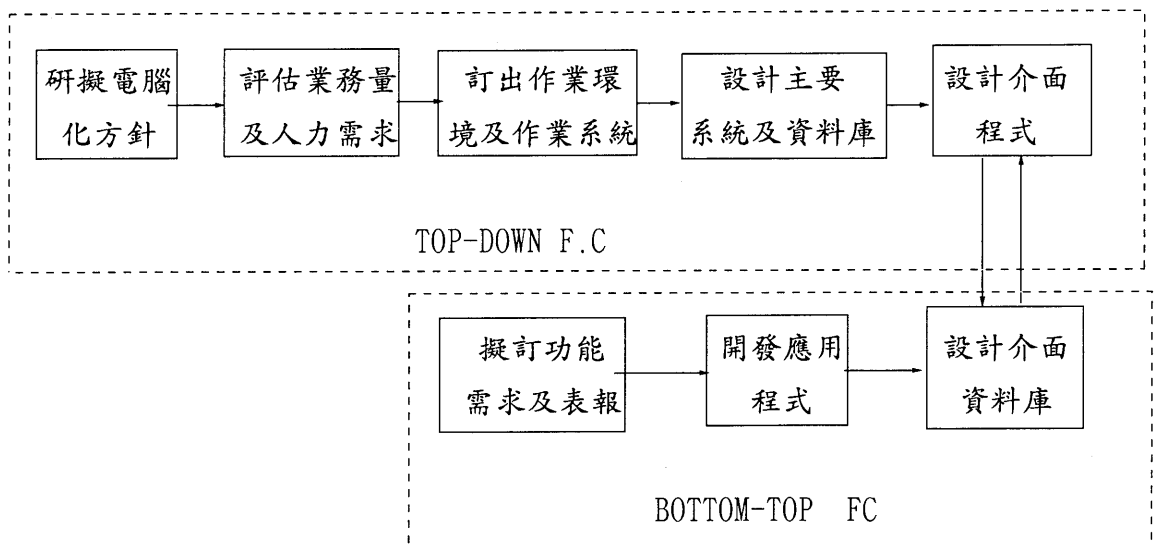 研擬電腦
化方針
評估業務量
及人力需求
訂出作業環
境及作業系統
設計主要
系統及資料庫
設計介面
程式
TOP-DOWN F.C
擬訂功能
需求及表報
開發應用
程式
設計介面
資料庫
BOTTOM-TOP FC